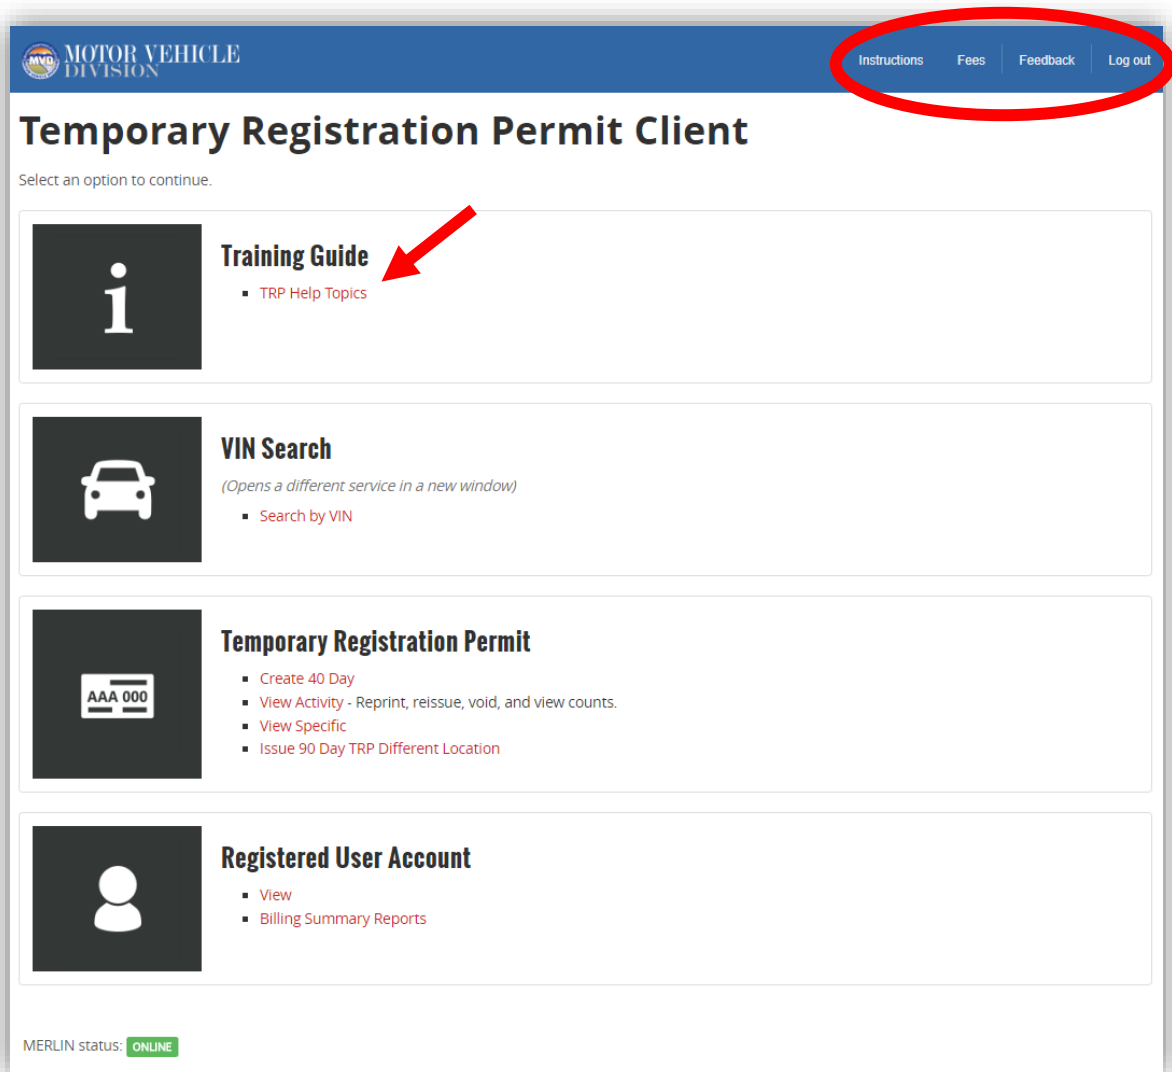 MVD MOTOR VEHICLE
DIVISION
Instructions Fees Feedback Log out
Temporary Registration Permit Client
Select an option to continue.
i
Training Guide
TRP Help Topics
VIN Search
(Opens a different service in a new window)
Search by VIN
AAA 000
Temporary Registration Permit
Create 40 Day
View Activity - Reprint, reissue, void, and view counts.
View Specific
Issue 90 Day TRP Different Location
Registered User Account
View
Billing Summary Reports
MERLIN status: ONLINE